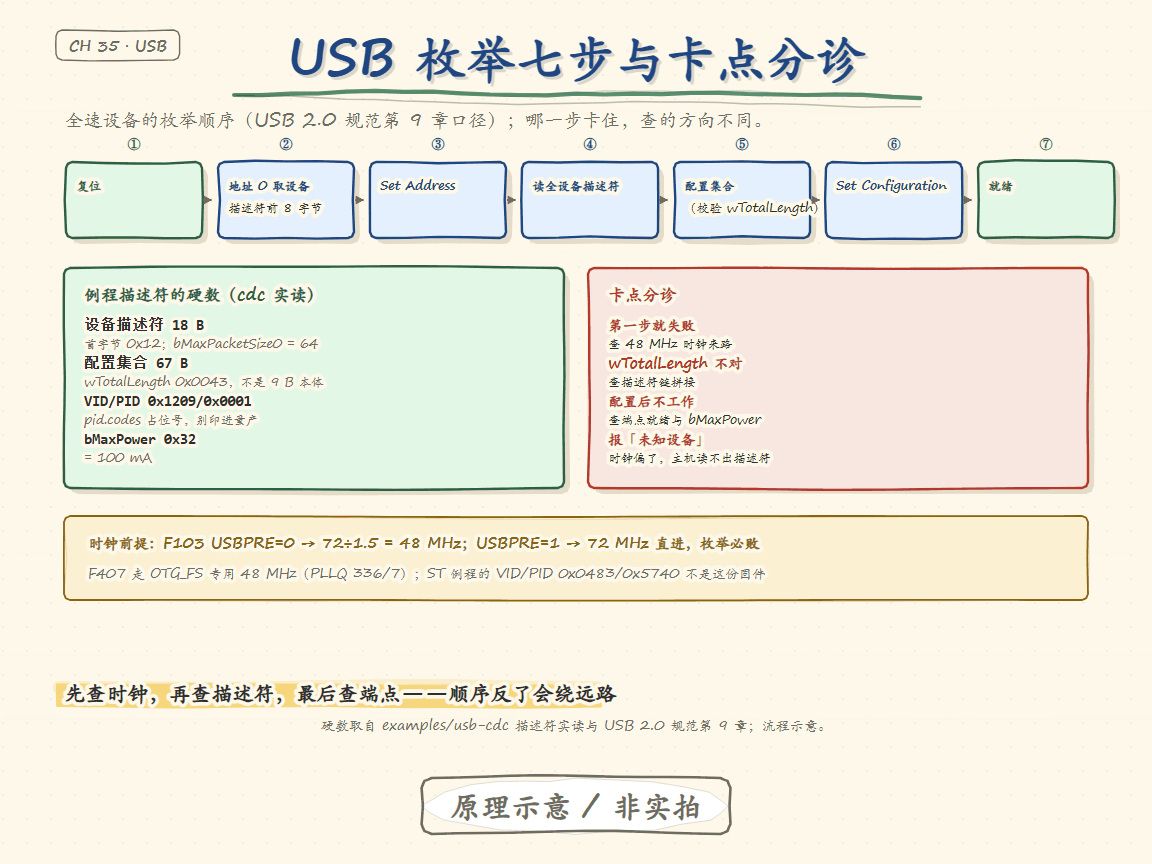 CH 35 · USB
USB 枚举七步与卡点分诊
全速设备的枚举顺序（USB 2.0 规范第 9 章口径）；哪一步卡住，查的方向不同。
①
复位
②
地址 0 取设备
描述符前 8 字节
③
Set Address
④
读全设备描述符
⑤
配置集合
（校验 wTotalLength）
⑥
Set Configuration
⑦
就绪
例程描述符的硬数（cdc 实读）
设备描述符 18 B
首字节 0x12；bMaxPacketSize0 = 64
配置集合 67 B
wTotalLength 0x0043，不是 9 B 本体
VID/PID 0x1209/0x0001
pid.codes 占位号，别印进量产
bMaxPower 0x32
= 100 mA
卡点分诊
第一步就失败
查 48 MHz 时钟来路
wTotalLength 不对
查描述符链拼接
配置后不工作
查端点就绪与 bMaxPower
报「未知设备」
时钟偏了，主机读不出描述符
时钟前提：F103 USBPRE=0 → 72÷1.5 = 48 MHz；USBPRE=1 → 72 MHz 直进，枚举必败
F407 走 OTG_FS 专用 48 MHz（PLLQ 336/7）；ST 例程的 VID/PID 0x0483/0x5740 不是这份固件
先查时钟，再查描述符，最后查端点——顺序反了会绕远路
硬数取自 examples/usb-cdc 描述符实读与 USB 2.0 规范第 9 章；流程示意。
原理示意 / 非实拍